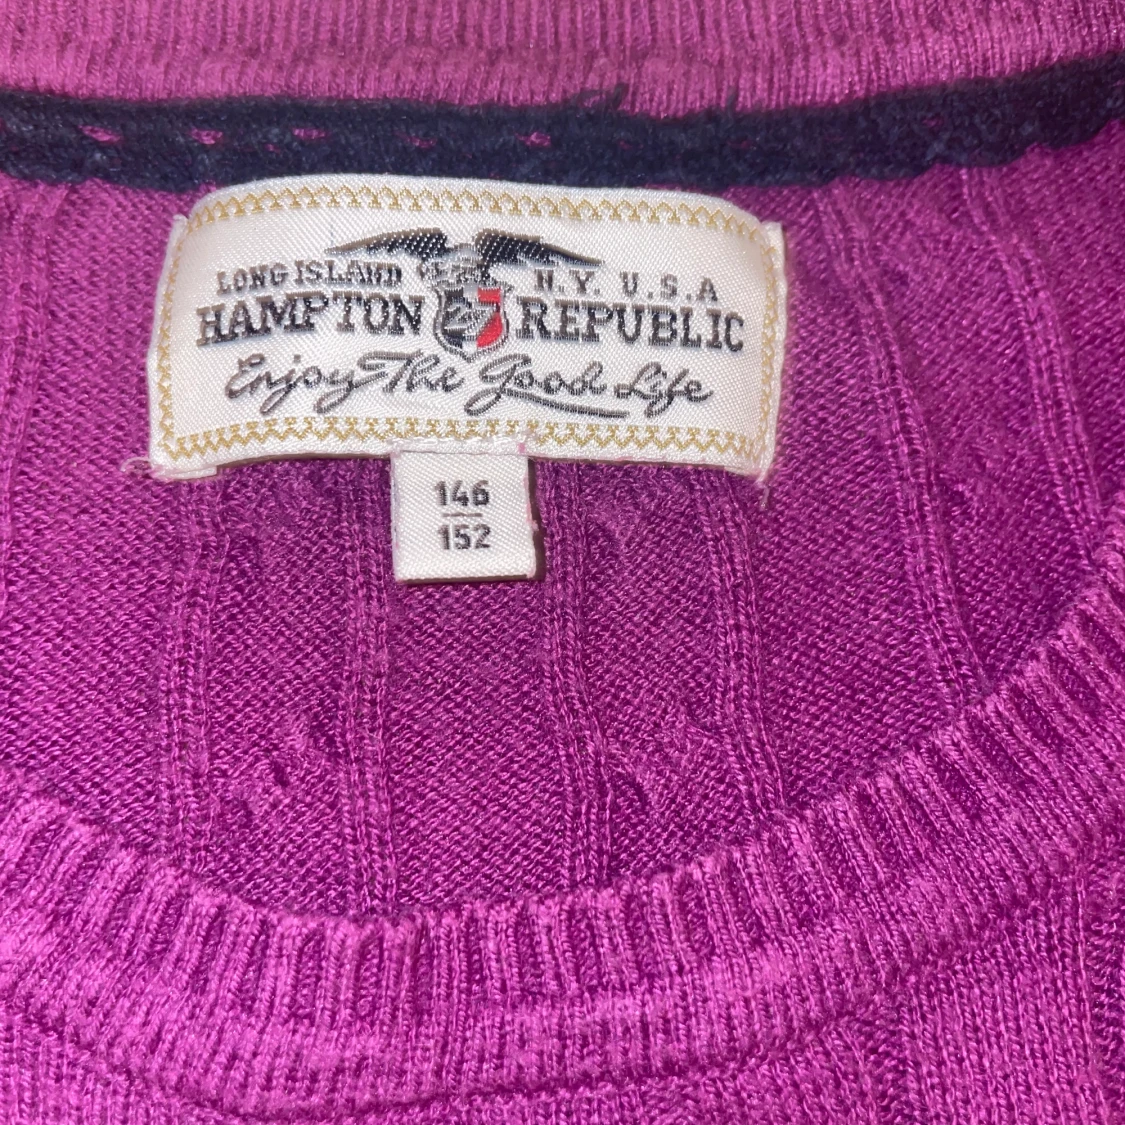 LONG ISLAND N.Y. U.S.A
HAMPTON 27 REPUBLIC
Enjoy The Good Life
146
152